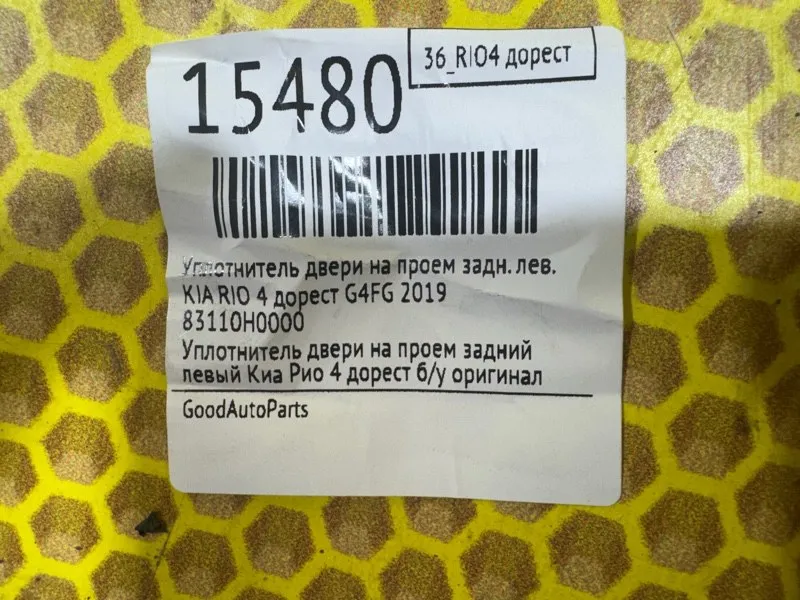 36_RIO4 дорест
15480
Уплотнитель двери на проем задн. лев.
KIA RIO 4 дорест G4FG 2019
83110H0000
Уплотнитель двери на проем задний
левый Киа Рио 4 дорест б/у оригинал
GoodAutoParts